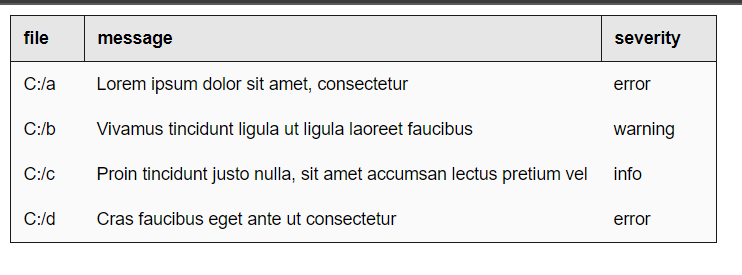 file message severity
C:/a Lorem ipsum dolor sit amet, consectetur error
C:/b Vivamus tincidunt ligula ut ligula laoreet faucibus warning
C:/c Proin tincidunt justo nulla, sit amet accumsan lectus pretium vel info
C:/d Cras faucibus eget ante ut consectetur error